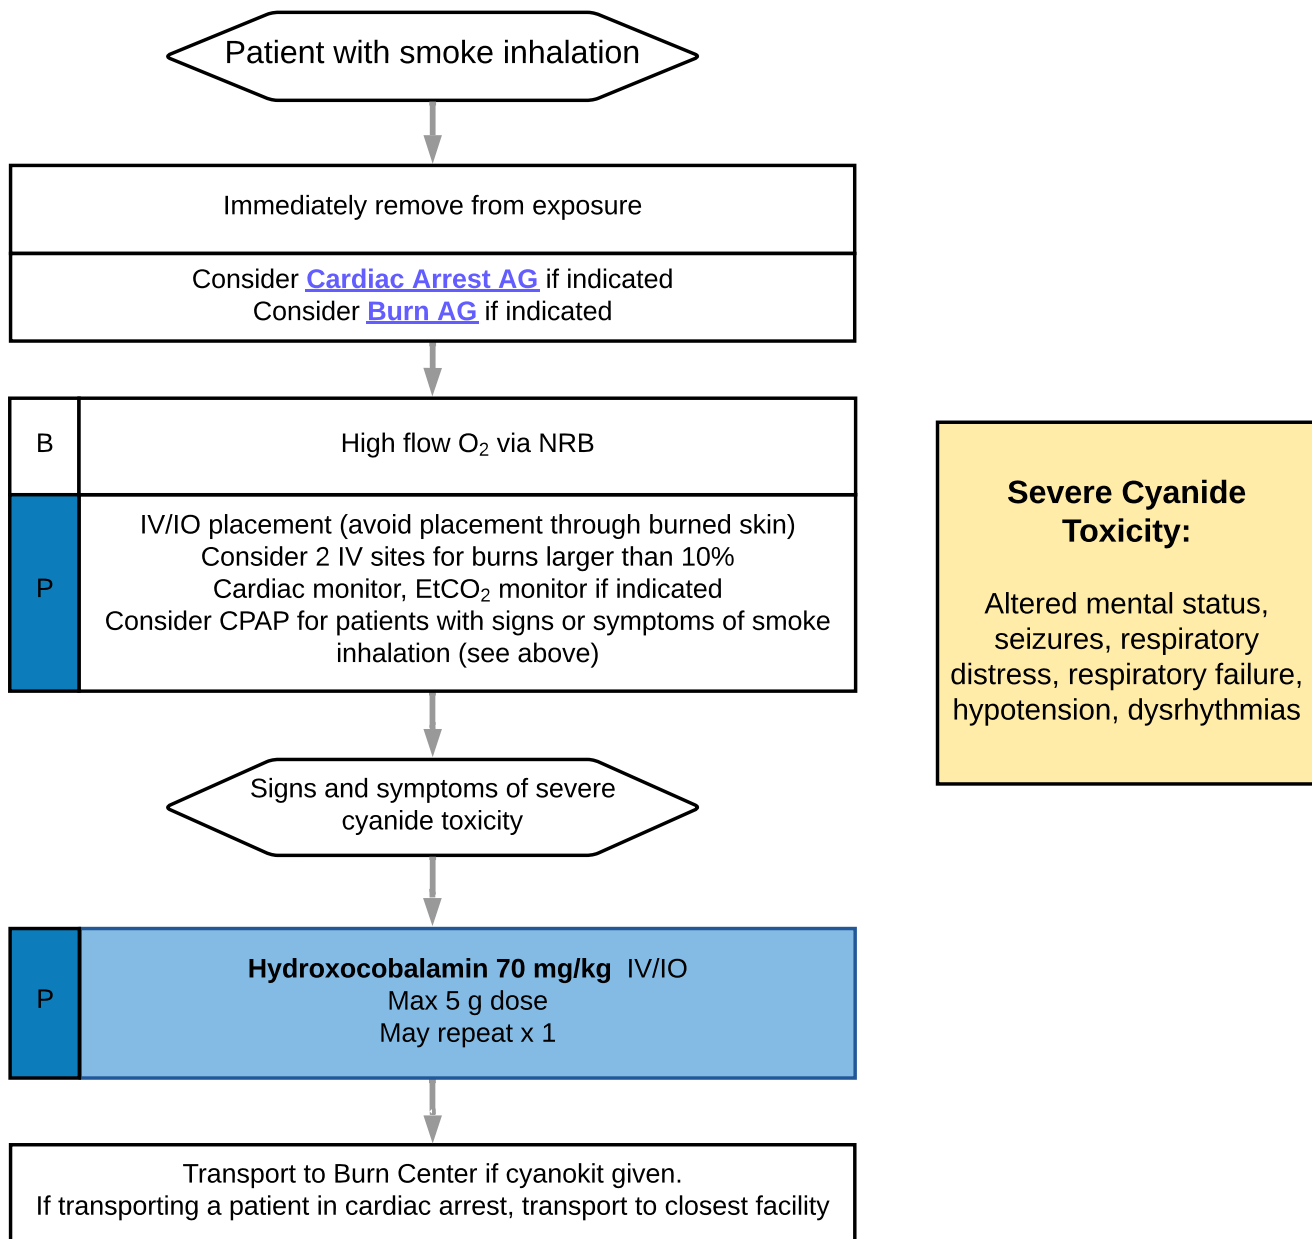 Patient with smoke inhalation
Immediately remove from exposure
Consider Cardiac Arrest AG if indicated
Consider Burn AG if indicated
B
High flow O₂ via NRB
P
IV/IO placement (avoid placement through burned skin)
Consider 2 IV sites for burns larger than 10%
Cardiac monitor, EtCO₂ monitor if indicated
Consider CPAP for patients with signs or symptoms of smoke
inhalation (see above)
Severe Cyanide
Toxicity:
Altered mental status,
seizures, respiratory
distress, respiratory failure,
hypotension, dysrhythmias
Signs and symptoms of severe
cyanide toxicity
P
Hydroxocobalamin 70 mg/kg IV/IO
Max 5 g dose
May repeat x 1
Transport to Burn Center if cyanokit given.
If transporting a patient in cardiac arrest, transport to closest facility